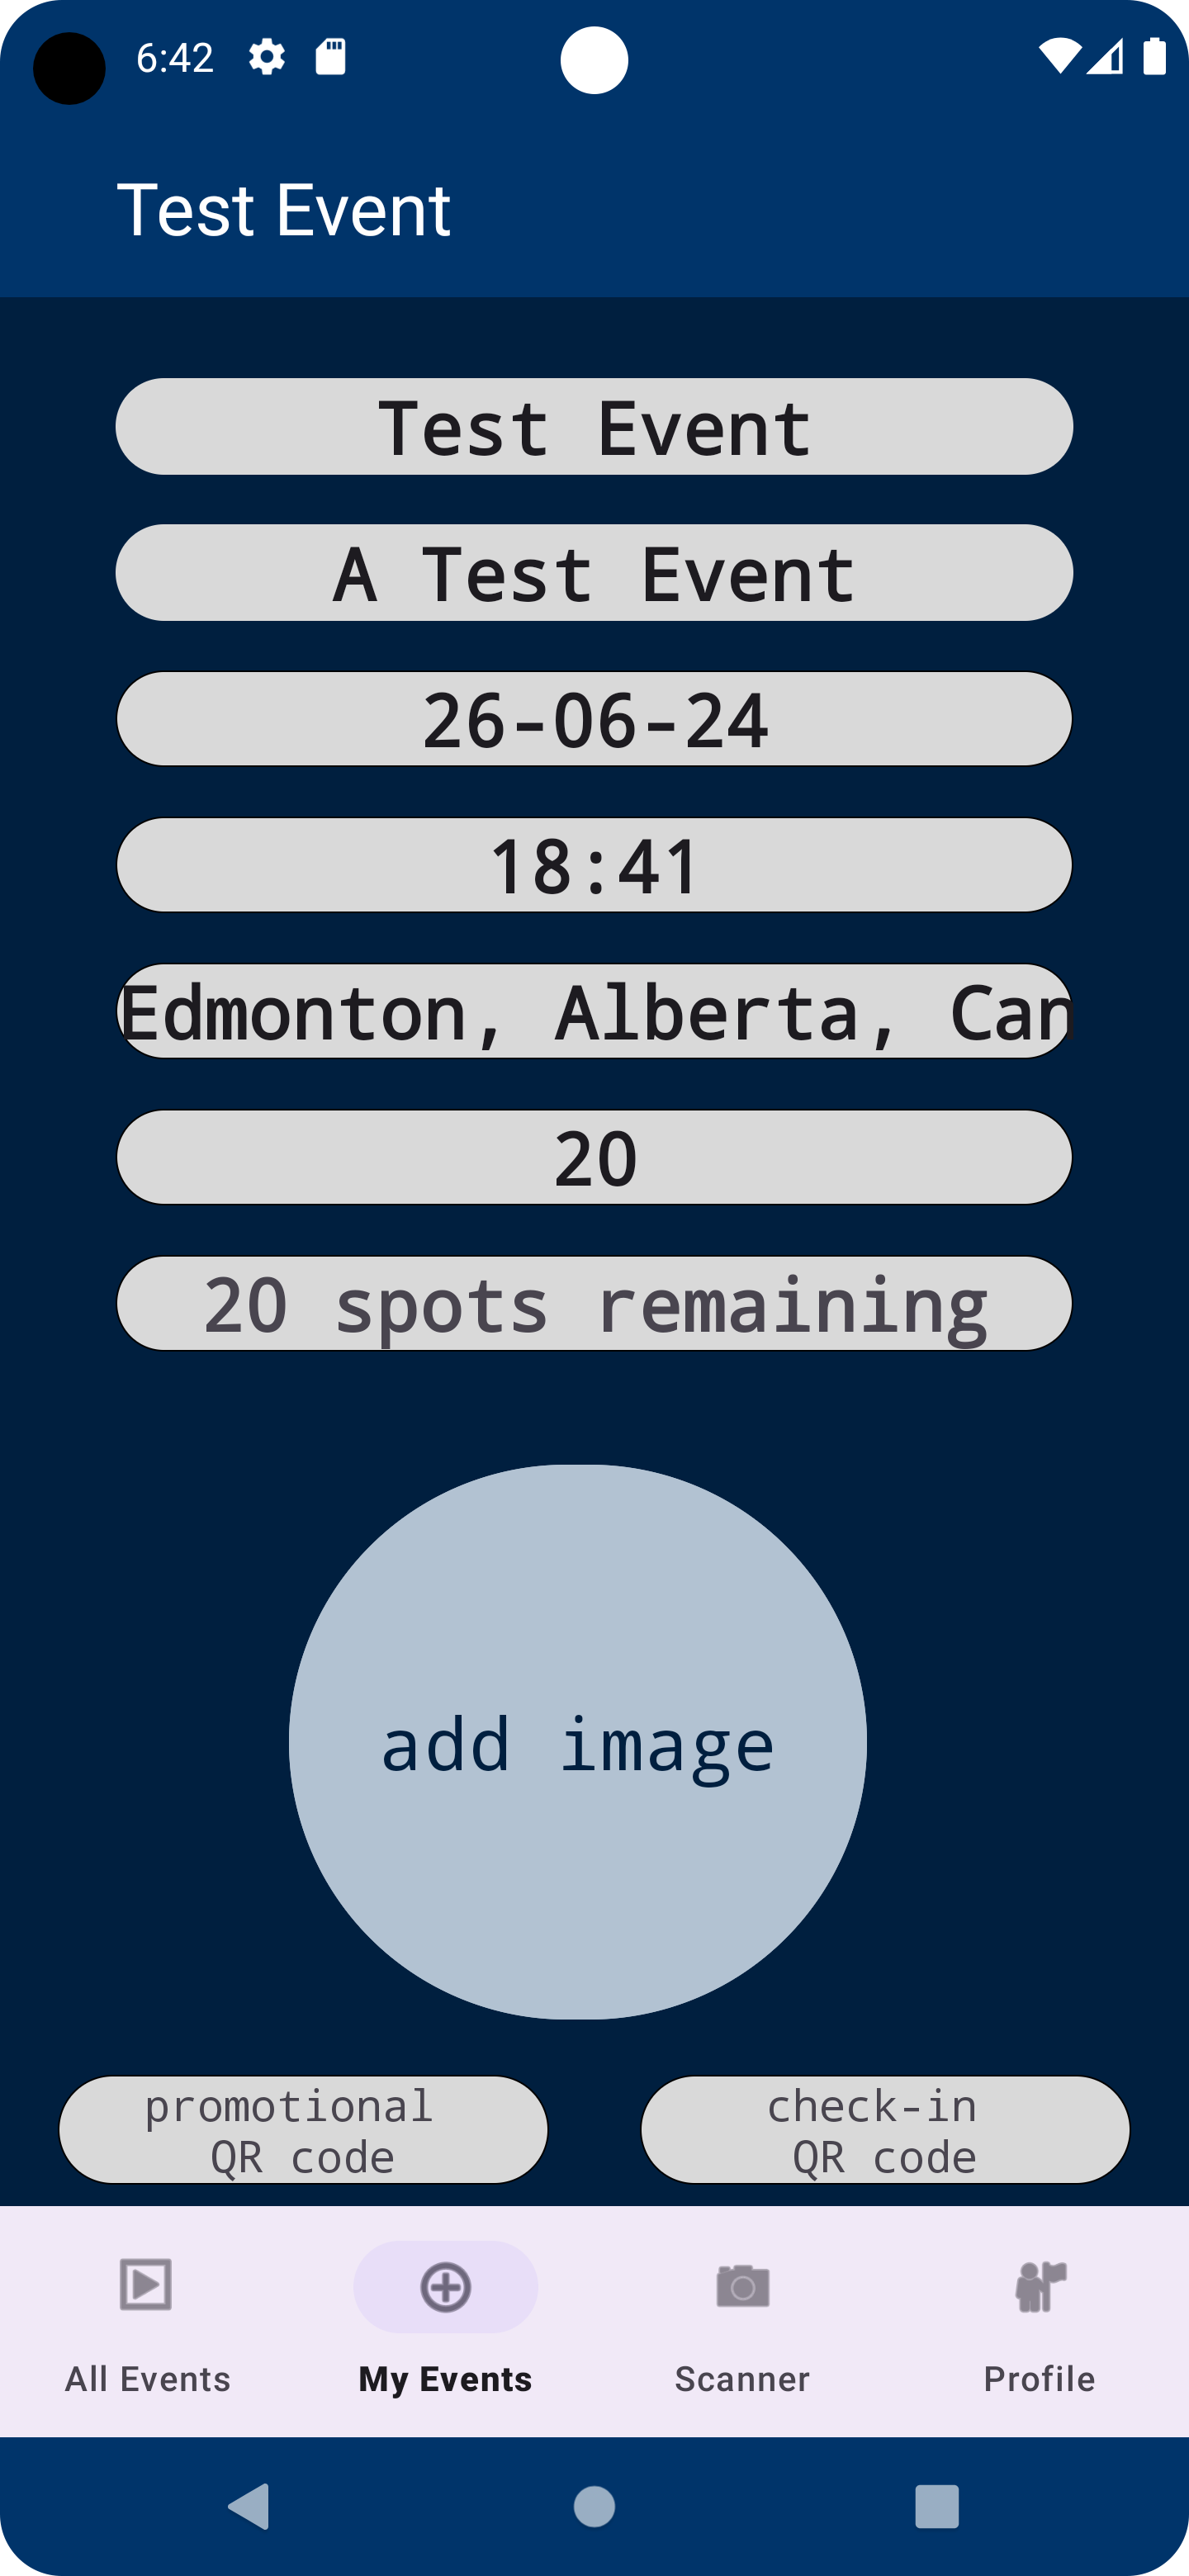 6:42
Test Event
Test Event
A Test Event
26-06-24
18:41
Edmonton, Alberta, Can
20
20 spots remaining
add image
promotional
QR code
check-in
QR code
All Events
My Events
Scanner
Profile